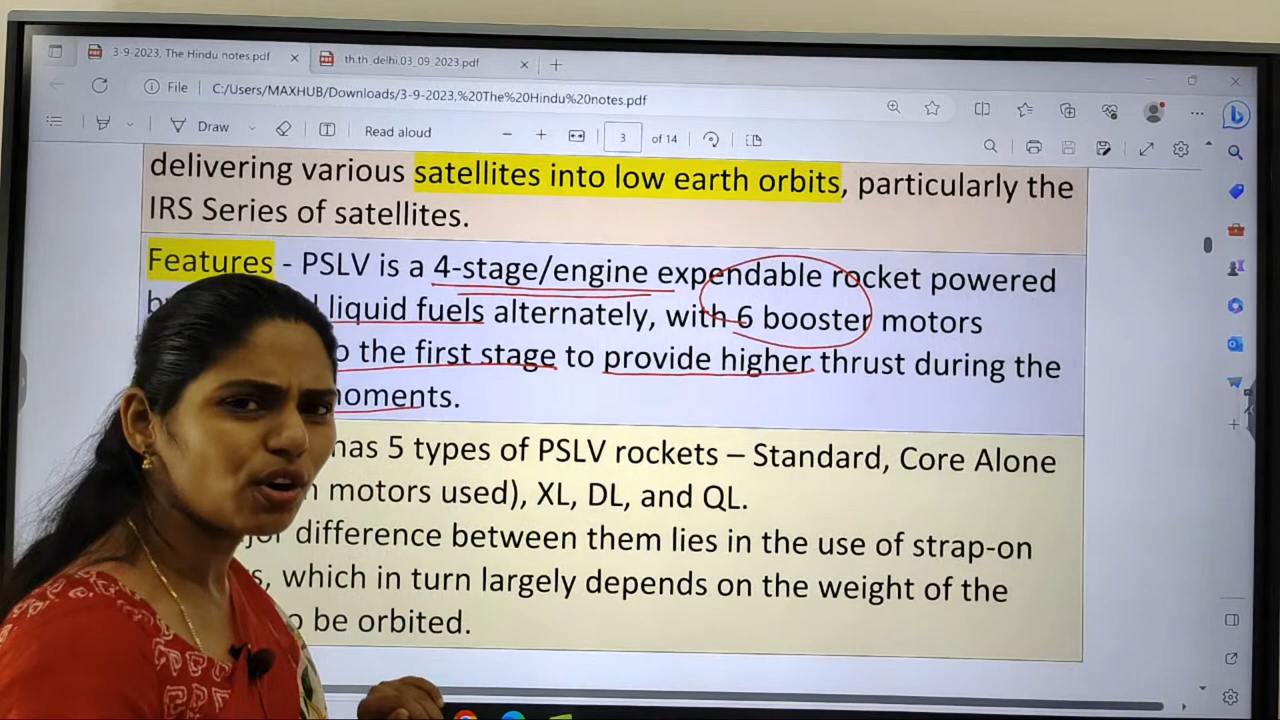 3-9-2023, The Hindu notes.pdf
th.th_delhi.03_09_2023.pdf
File
C:/Users/MAXHUB/Downloads/3-9-2023,%20The%20Hindu%20notes.pdf
Draw
Read aloud
3
of 14
delivering various satellites into low earth orbits, particularly the
IRS Series of satellites.
Features - PSLV is a 4-stage/engine expendable rocket powered
liquid fuels alternately, with 6 booster motors
the first stage to provide higher thrust during the
has 5 types of PSLV rockets – Standard, Core Alone
motors used), XL, DL, and QL.
difference between them lies in the use of strap-on
which in turn largely depends on the weight of the
be orbited.